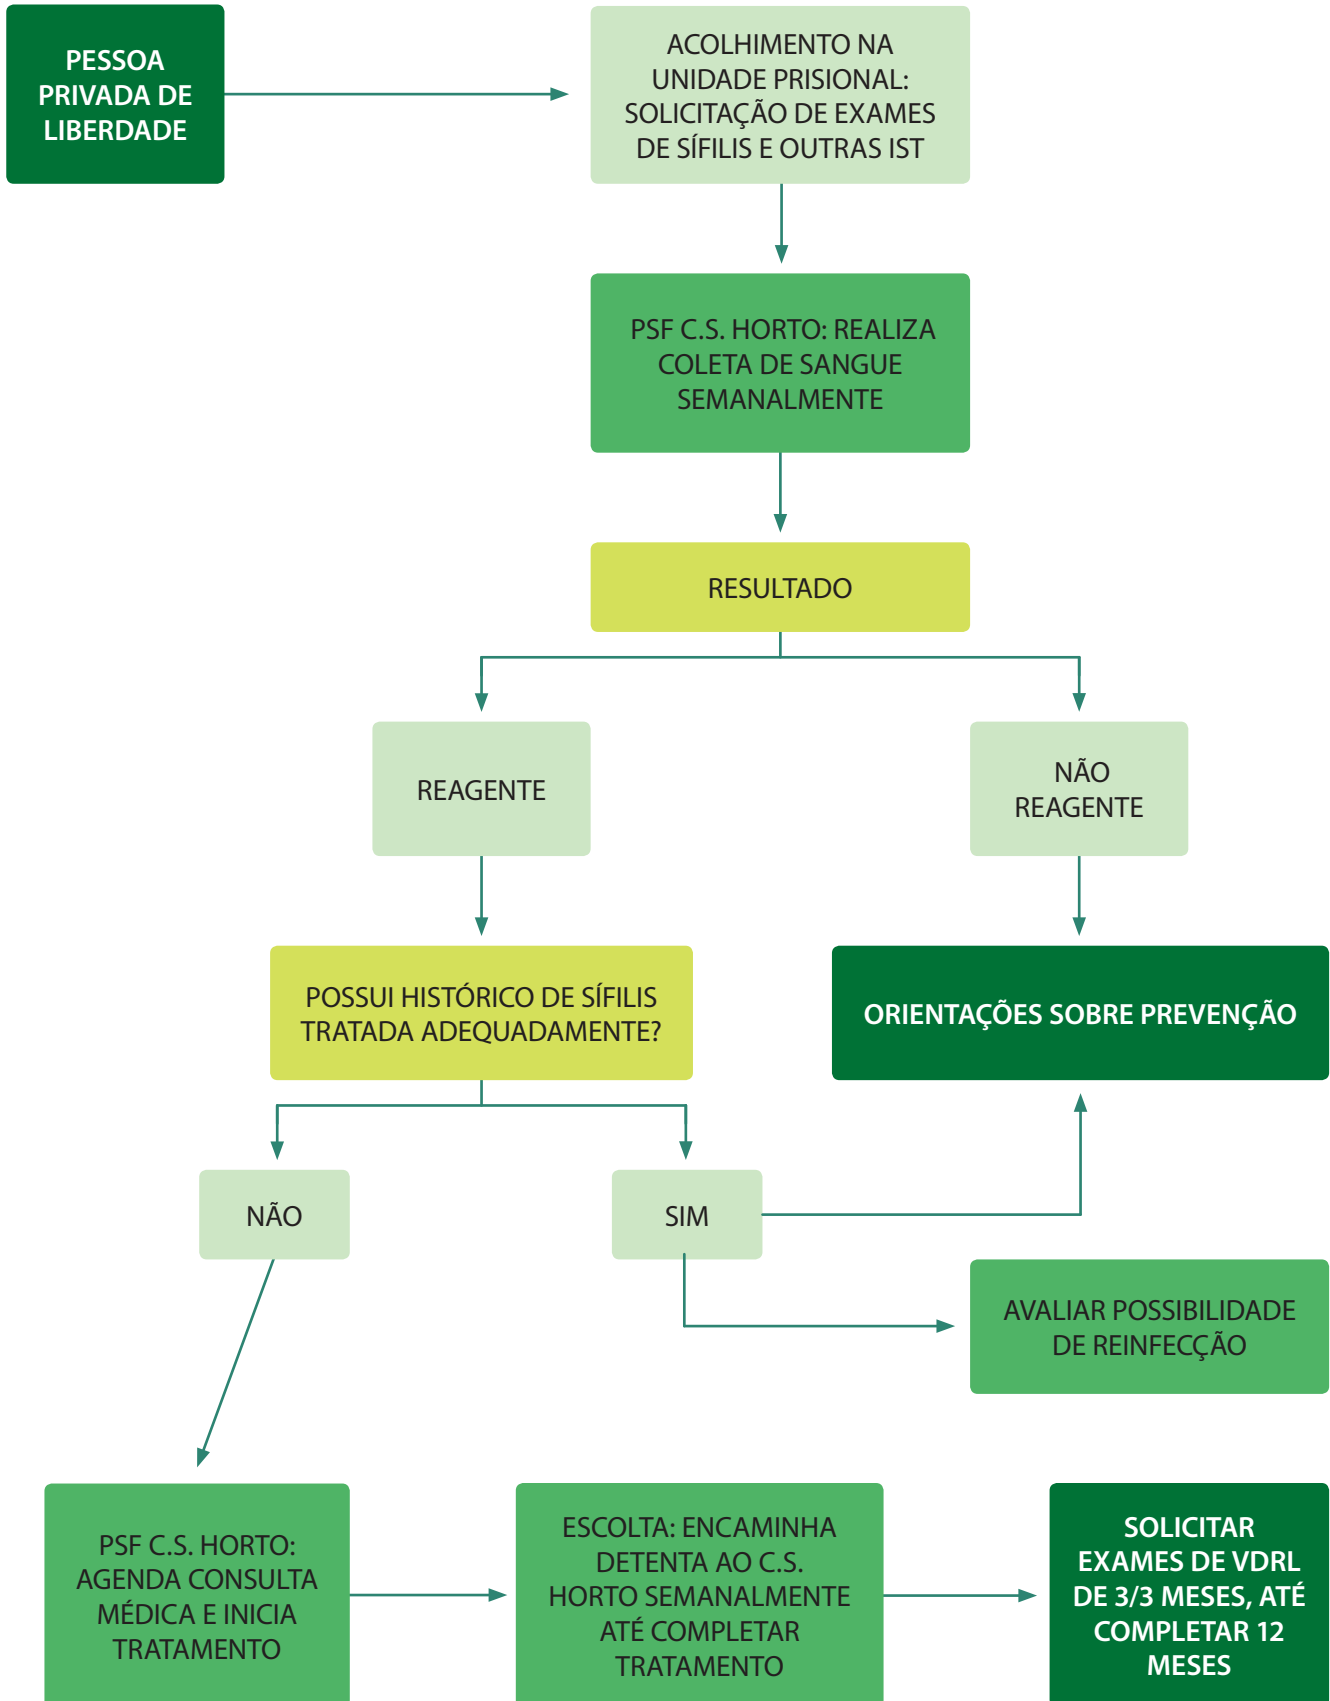 PESSOA
PRIVADA DE
LIBERDADE
ACOLHIMENTO NA
UNIDADE PRISIONAL:
SOLICITAÇÃO DE EXAMES
DE SÍFILIS E OUTRAS IST
PSF C.S. HORTO: REALIZA
COLETA DE SANGUE
SEMANALMENTE
RESULTADO
REAGENTE
NÃO
REAGENTE
POSSUI HISTÓRICO DE SÍFILIS
TRATADA ADEQUADAMENTE?
ORIENTAÇÕES SOBRE PREVENÇÃO
NÃO
SIM
AVALIAR POSSIBILIDADE
DE REINFECÇÃO
PSF C.S. HORTO:
AGENDA CONSULTA
MÉDICA E INICIA
TRATAMENTO
ESCOLTA: ENCAMINHA
DETENTA AO C.S.
HORTO SEMANALMENTE
ATÉ COMPLETAR
TRATAMENTO
SOLICITAR
EXAMES DE VDRL
DE 3/3 MESES, ATÉ
COMPLETAR 12
MESES